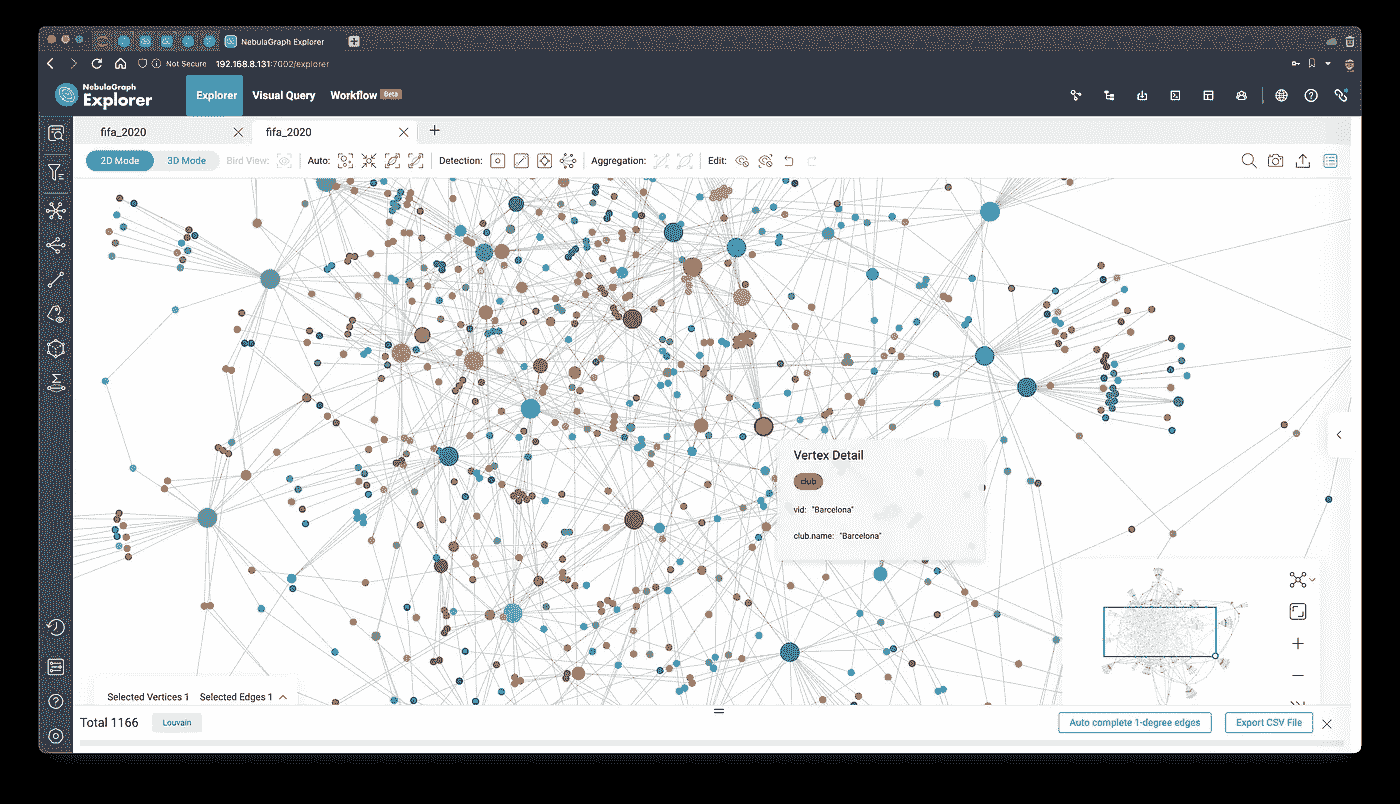 NebulaGraph Explorer
Not Secure 192.168.8.131:7002/explorer
NebulaGraph
Explorer
Explorer Visual Query Workflow Beta
fifa_2020 fifa_2020
2D Mode 3D Mode Bird View: Auto: Detection: Aggregation: Edit:
Vertex Detail
club
vid: "Barcelona"
club.name: "Barcelona"
Selected Vertices 1 Selected Edges 1
Total 1166 Louvain Auto complete 1-degree edges Export CSV File